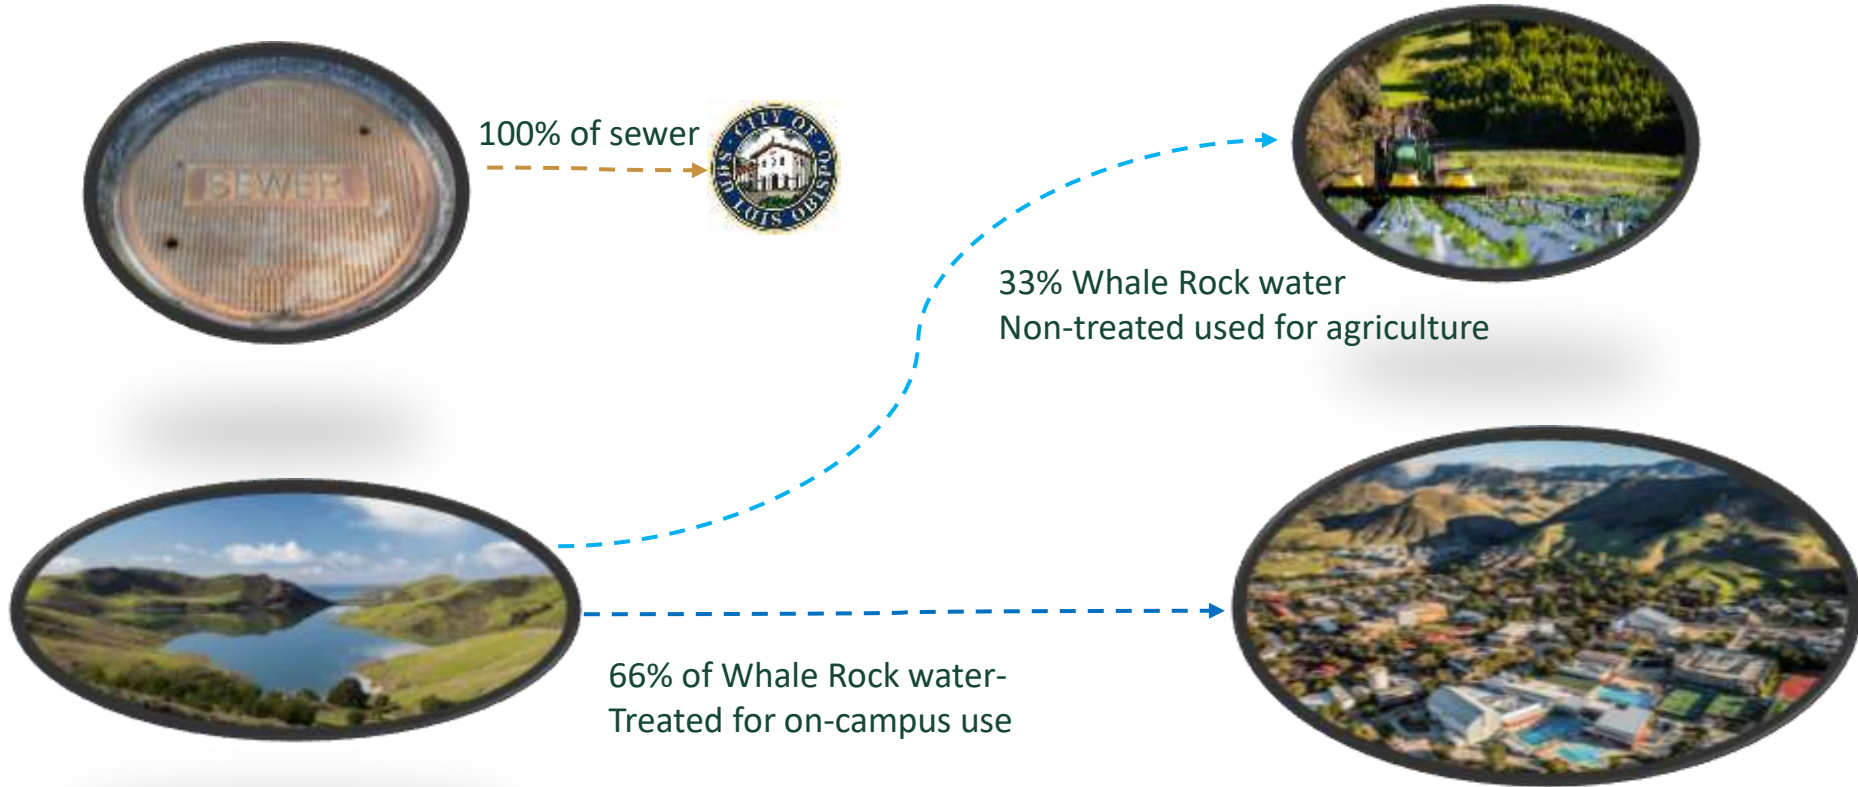 SEWER
100% of sewer
CITY OF
SAN LUIS OBISPO
33% Whale Rock water
Non-treated used for agriculture
66% of Whale Rock water-
Treated for on-campus use